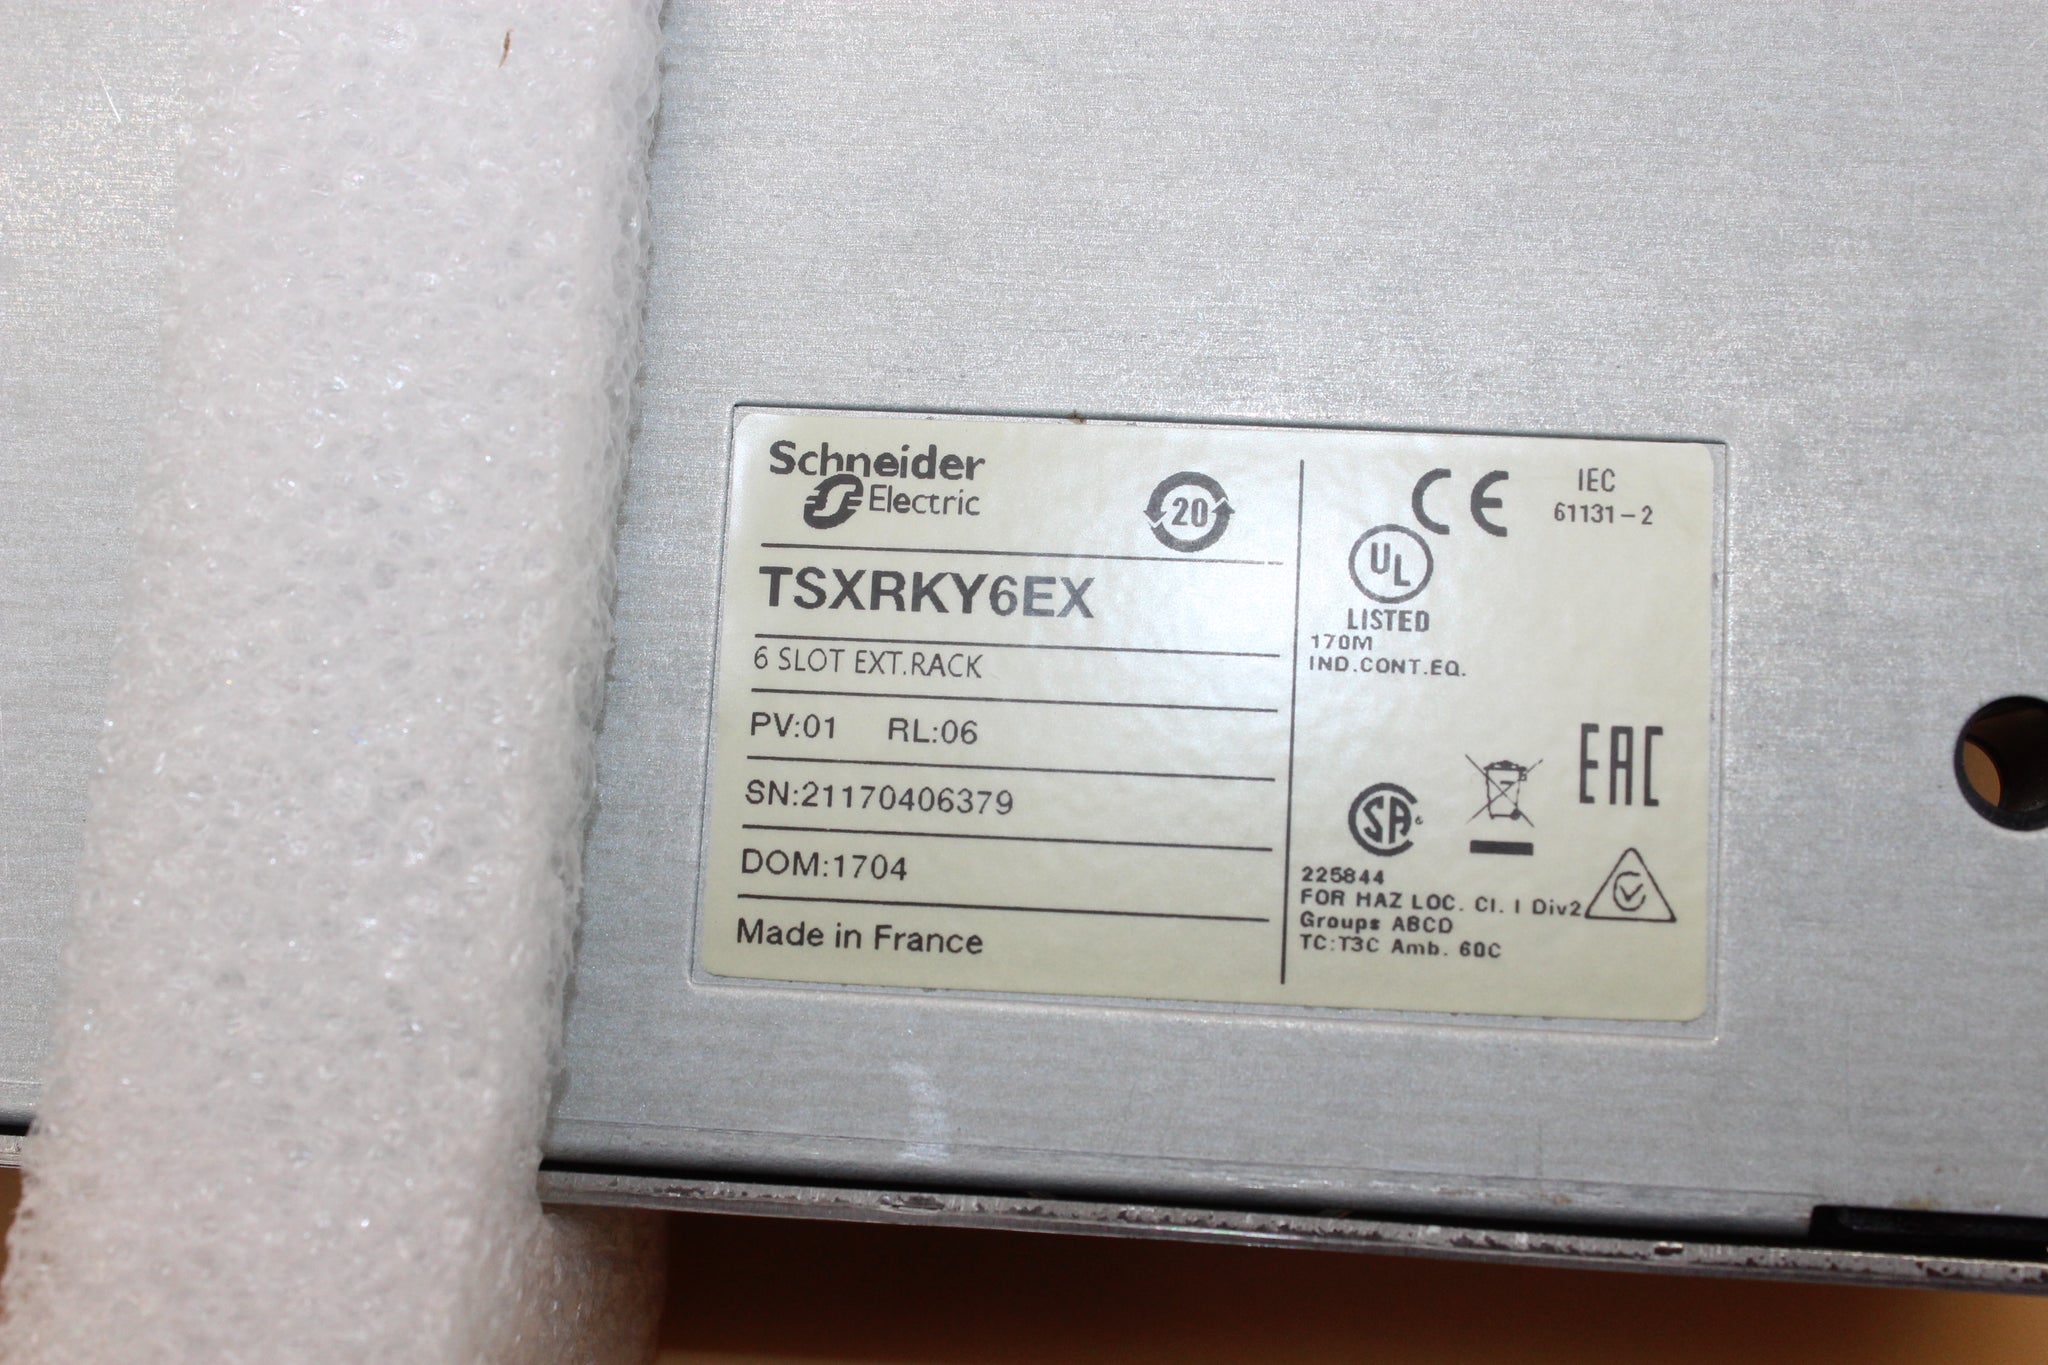 Schneider
Electric
20
TSXRKY6EX
6 SLOT EXT.RACK
PV:01 RL:06
SN:21170406379
DOM:1704
Made in France
CE
IEC
61131-2
UL
LISTED
170M
IND.CONT.EQ.
EAC
SA
225844
FOR HAZ LOC. CI. I Div2
Groups ABCD
TC:T3C Amb. 60C